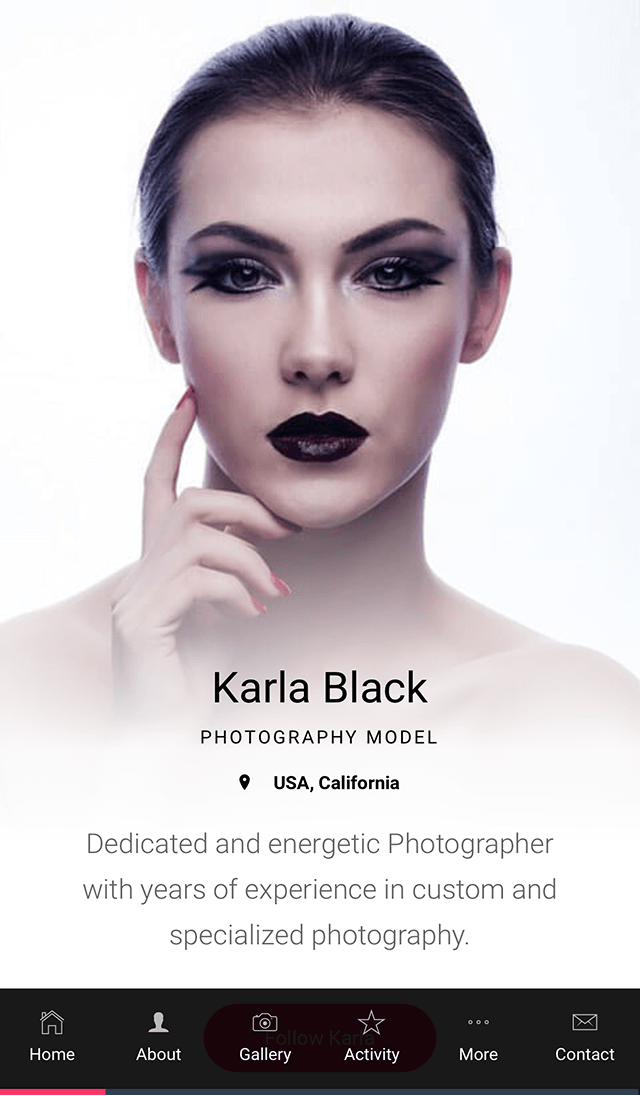 Karla Black
PHOTOGRAPHY MODEL
USA, California
Dedicated and energetic Photographer
with years of experience in custom and
specialized photography.
Follow Karla
Home About Gallery Activity More Contact